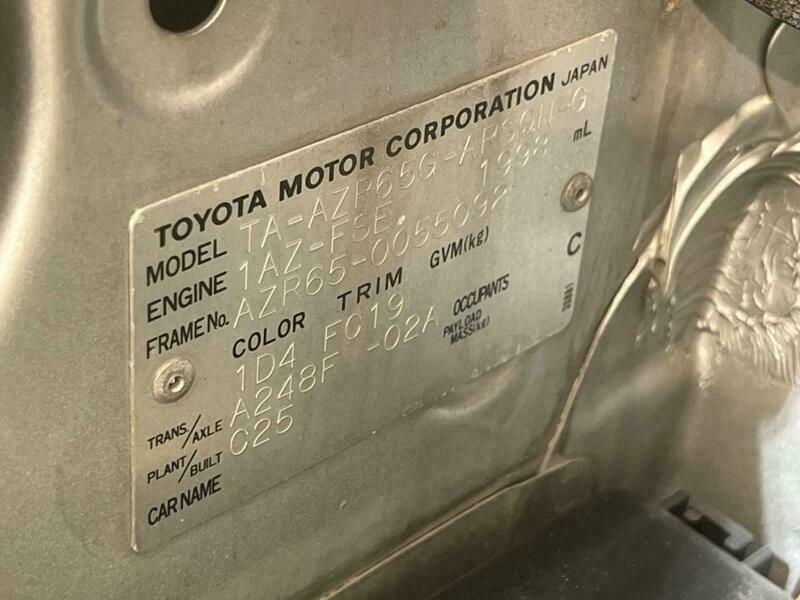 TOYOTA MOTOR CORPORATION JAPAN
MODEL TA-AZR65G-ARSQH-G
ENGINE 1AZ-FSE. 1998 mL
FRAME No. AZR65-0055092
COLOR TRIM GVM(kg) C
1D4 FC19
TRANS./AXLE A248F -02A OCCUPANTS
PAYLOAD MASS(kg)
PLANT/BUILT C25
CAR NAME